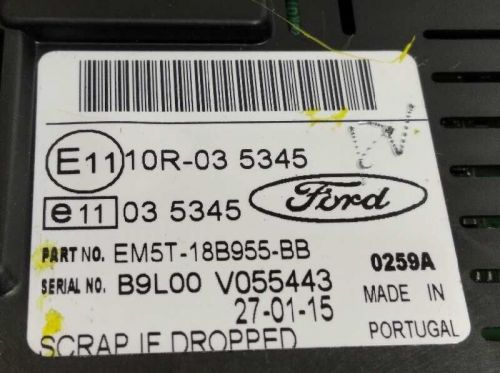 E11 10R-03 5345
e11 03 5345 Ford
PART NO. EM5T-18B955-BB 0259A
SERIAL NO. B9L00 V055443
27-01-15 MADE IN
PORTUGAL
SCRAP IF DROPPED